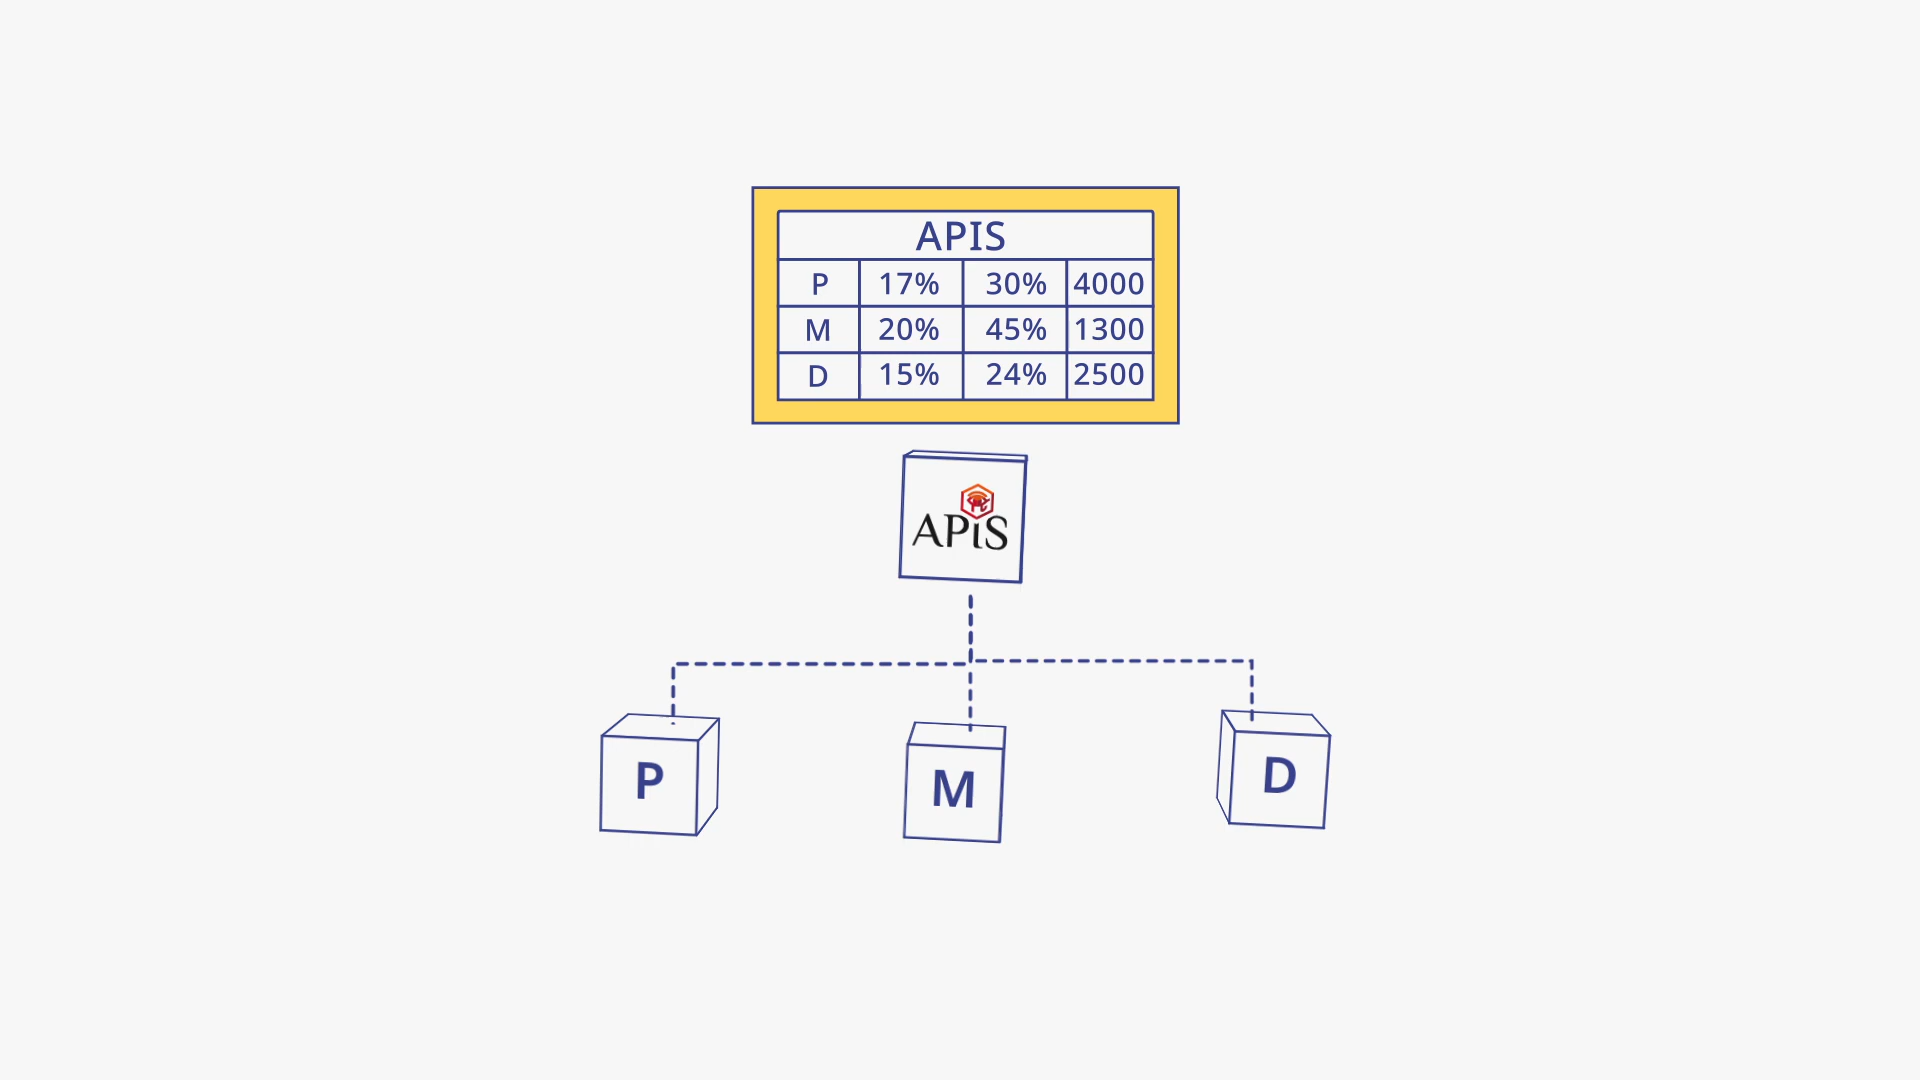 APIS
P 17% 30% 4000
M 20% 45% 1300
D 15% 24% 2500
APiS
P M D